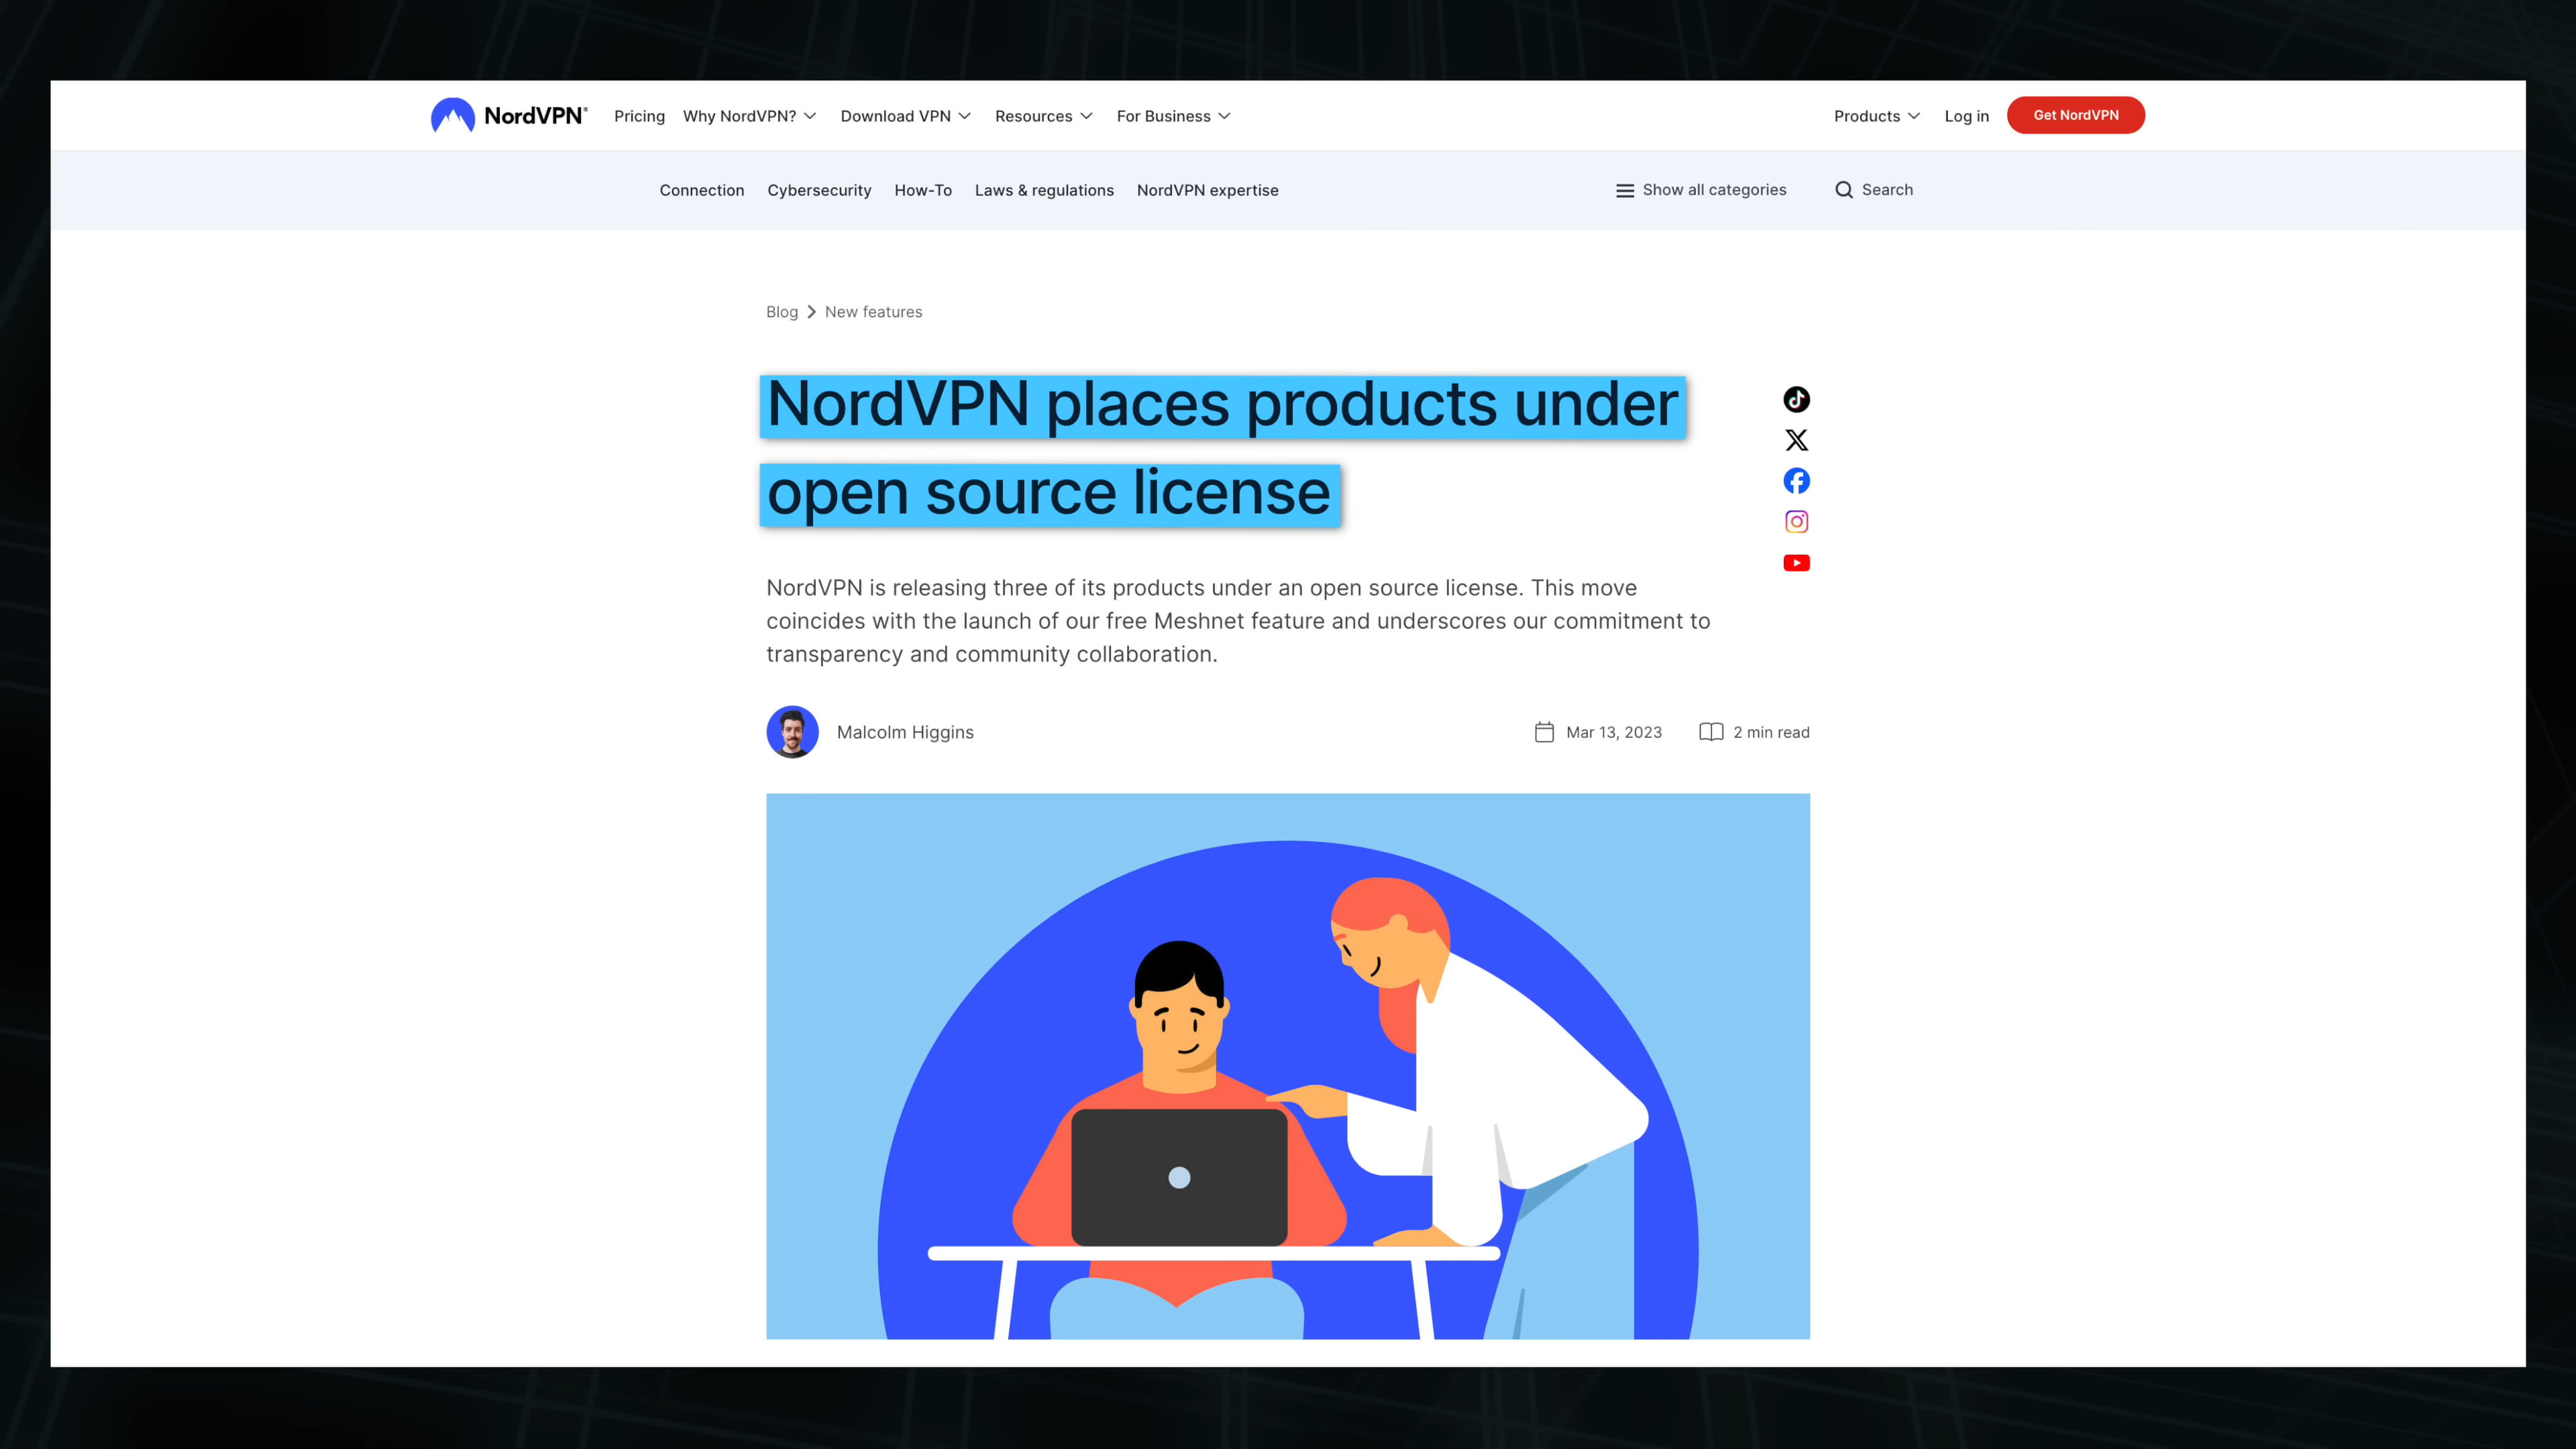 NordVPN®
Pricing
Why NordVPN?
Download VPN
Resources
For Business
Products
Log in
Get NordVPN
Connection
Cybersecurity
How-To
Laws & regulations
NordVPN expertise
Show all categories
Search
Blog
New features
NordVPN places products under
open source license
NordVPN is releasing three of its products under an open source license. This move
coincides with the launch of our free Meshnet feature and underscores our commitment to
transparency and community collaboration.
Malcolm Higgins
Mar 13, 2023
2 min read